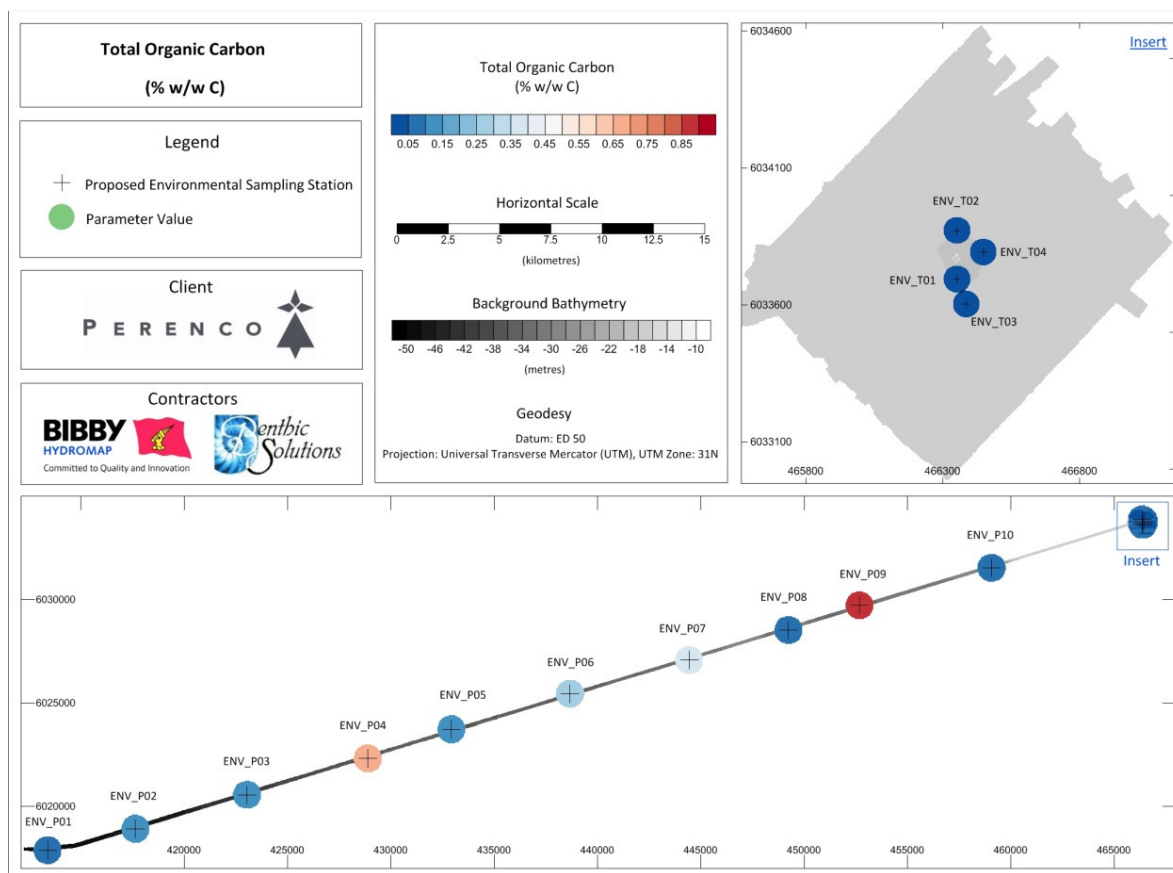 Total Organic Carbon
(% w/w C)
Legend
Proposed Environmental Sampling Station
Parameter Value
Client
PERENCO
Contractors
BIBBY
HYDROMAP
Committed to Quality and Innovation
Benthic
Solutions
Total Organic Carbon
(% w/w C)
0.05 0.15 0.25 0.35 0.45 0.55 0.65 0.75 0.85
Horizontal Scale
0 2.5 5 7.5 10 12.5 15
(kilometres)
Background Bathymetry
-50 -46 -42 -38 -34 -30 -26 -22 -18 -14 -10
(metres)
Geodesy
Datum: ED 50
Projection: Universal Transverse Mercator (UTM), UTM Zone: 31N
6034600
Insert
6034100
ENV_T02
ENV_T04
ENV_T01
6033600
ENV_T03
6033100
465800 466300 466800
ENV_P10
Insert
ENV_P09
6030000
ENV_P08
ENV_P07
ENV_P06
ENV_P05
6025000
ENV_P04
ENV_P03
6020000
ENV_P02
ENV_P01
420000 425000 430000 435000 440000 445000 450000 455000 460000 465000